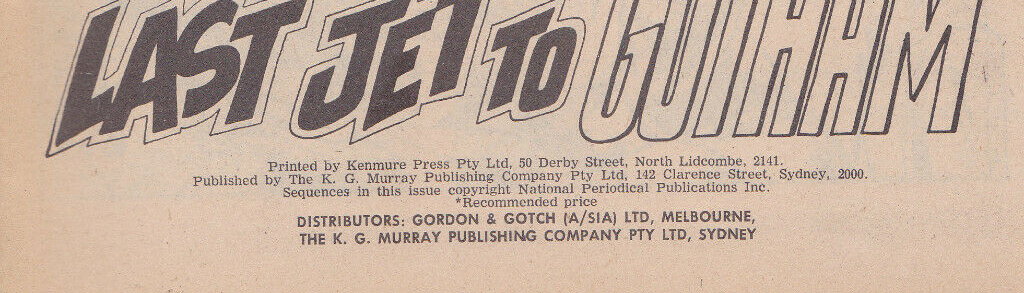 LAST JET TO GOTHAM
Printed by Kenmure Press Pty Ltd, 50 Derby Street, North Lidcombe, 2141.
Published by The K. G. Murray Publishing Company Pty Ltd, 142 Clarence Street, Sydney, 2000.
Sequences in this issue copyright National Periodical Publications Inc.
*Recommended price
DISTRIBUTORS: GORDON & GOTCH (A/SIA) LTD, MELBOURNE,
THE K. G. MURRAY PUBLISHING COMPANY PTY LTD, SYDNEY